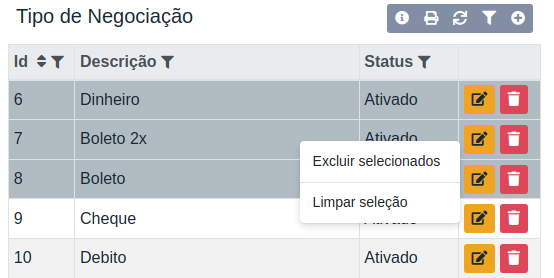 Tipo de Negociação
Id Descrição Status
6 Dinheiro Ativado
7 Boleto 2x Ativado
8 Boleto
Excluir selecionados
Limpar seleção
9 Cheque Ativado
10 Debito Ativado